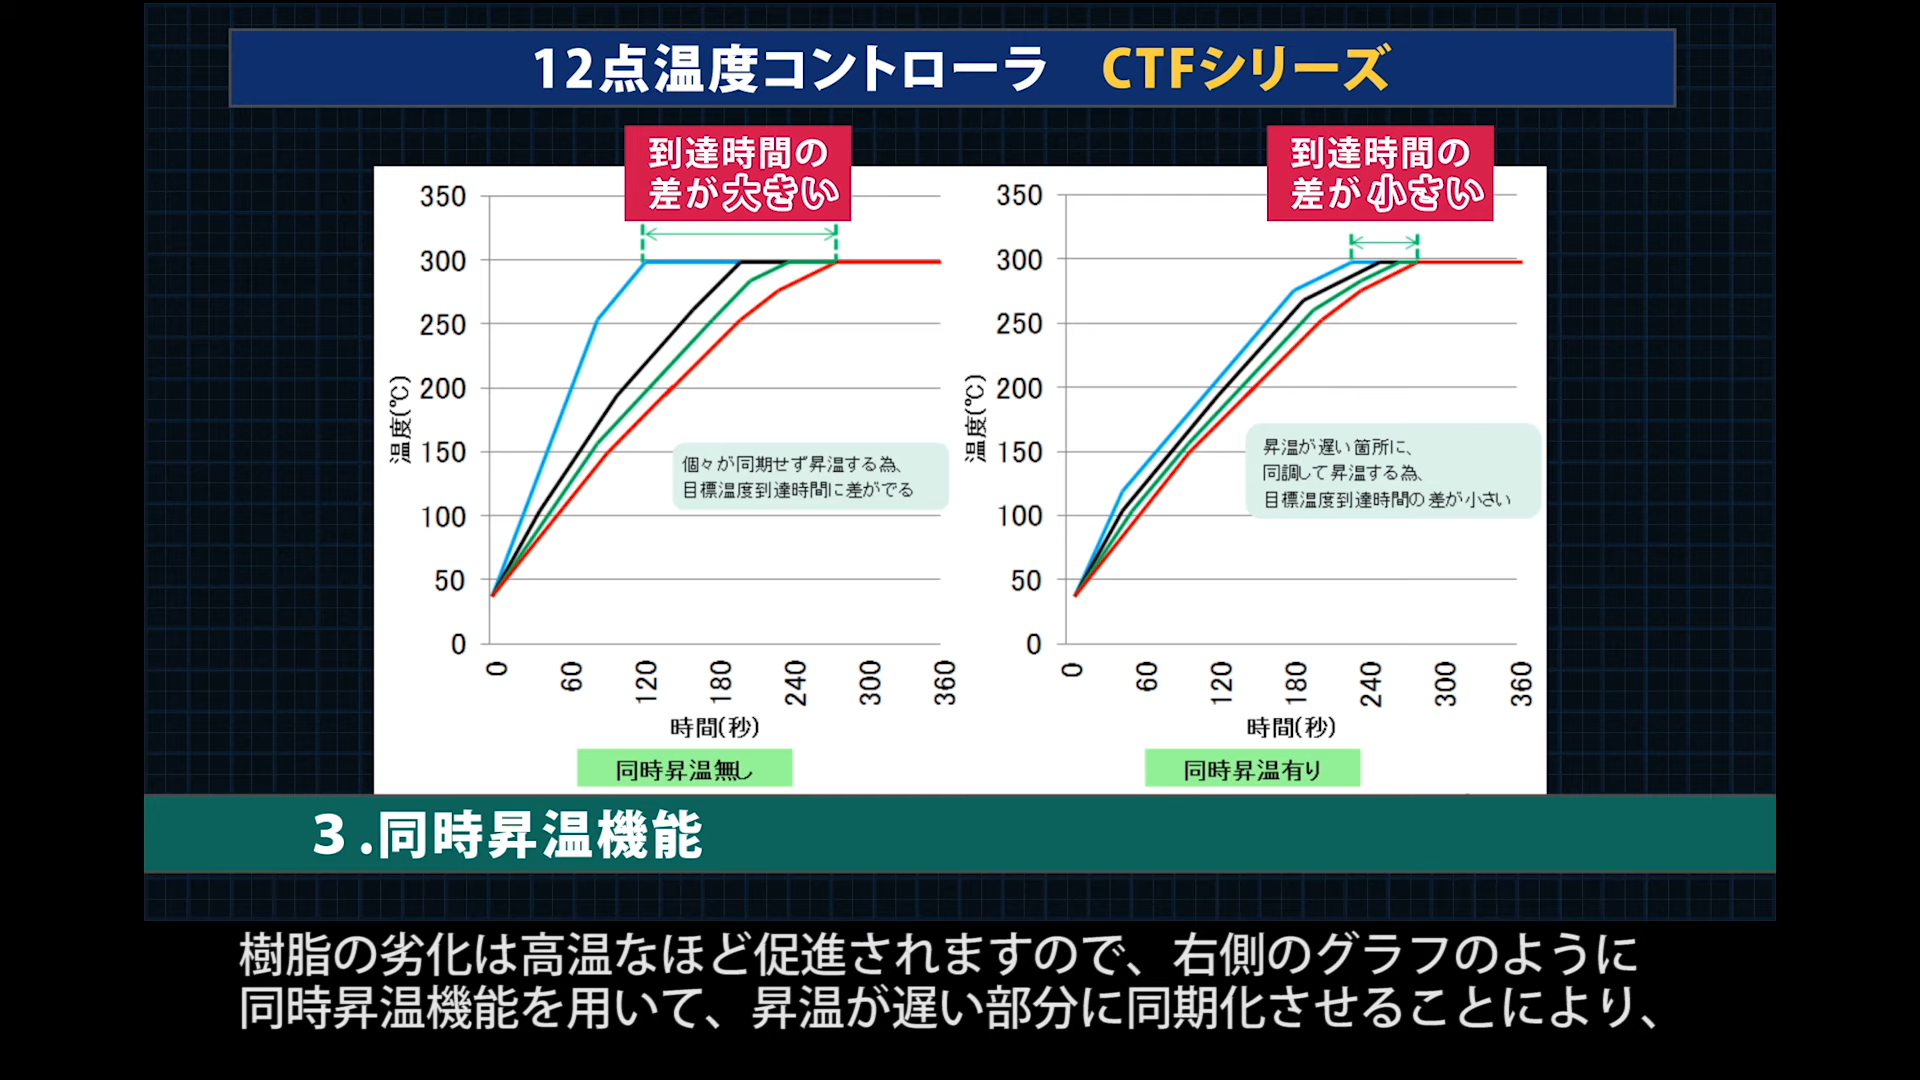 12点温度コントローラ　CTFシリーズ
到達時間の
差が大きい
350
300
250
200
150
100
50
0
温度(℃)
個々が同期せず昇温する為、
目標温度到達時間に差がでる
0 60 120 180 240 300 360
時間(秒)
同時昇温無し
到達時間の
差が小さい
350
300
250
200
150
100
50
0
温度(℃)
昇温が遅い箇所に、
同調して昇温する為、
目標温度到達時間の差が小さい
0 60 120 180 240 300 360
時間(秒)
同時昇温有り
3.同時昇温機能
樹脂の劣化は高温なほど促進されますので、右側のグラフのように
同時昇温機能を用いて、昇温が遅い部分に同期化させることにより、